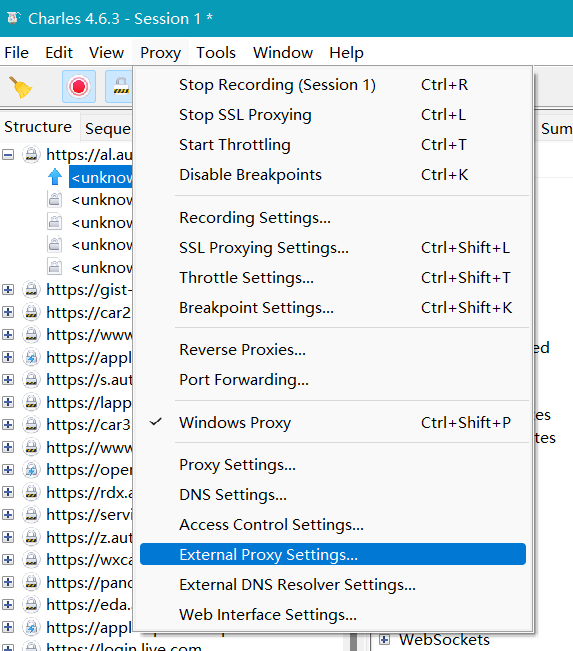 Charles 4.6.3 - Session 1 *
File Edit View Proxy Tools Window Help
Stop Recording (Session 1) Ctrl+R
Stop SSL Proxying Ctrl+L
Start Throttling Ctrl+T
Disable Breakpoints Ctrl+K
Recording Settings...
SSL Proxying Settings... Ctrl+Shift+L
Throttle Settings... Ctrl+Shift+T
Breakpoint Settings... Ctrl+Shift+K
Reverse Proxies...
Port Forwarding...
Windows Proxy Ctrl+Shift+P
Proxy Settings...
DNS Settings...
Access Control Settings...
External Proxy Settings...
External DNS Resolver Settings...
Web Interface Settings...
Structure Seque
https://al.au
<unknow
<unknow
<unknow
<unknow
<unknow
https://gist-
https://car2
https://www
https://appl
https://s.aut
https://lapp
https://car3
https://www
https://open
https://rdx.a
https://servi
https://z.aut
https://wxca
https://pano
https://eda.
https://appl
https://login.live.com
Sum
ed
es
tes
WebSockets